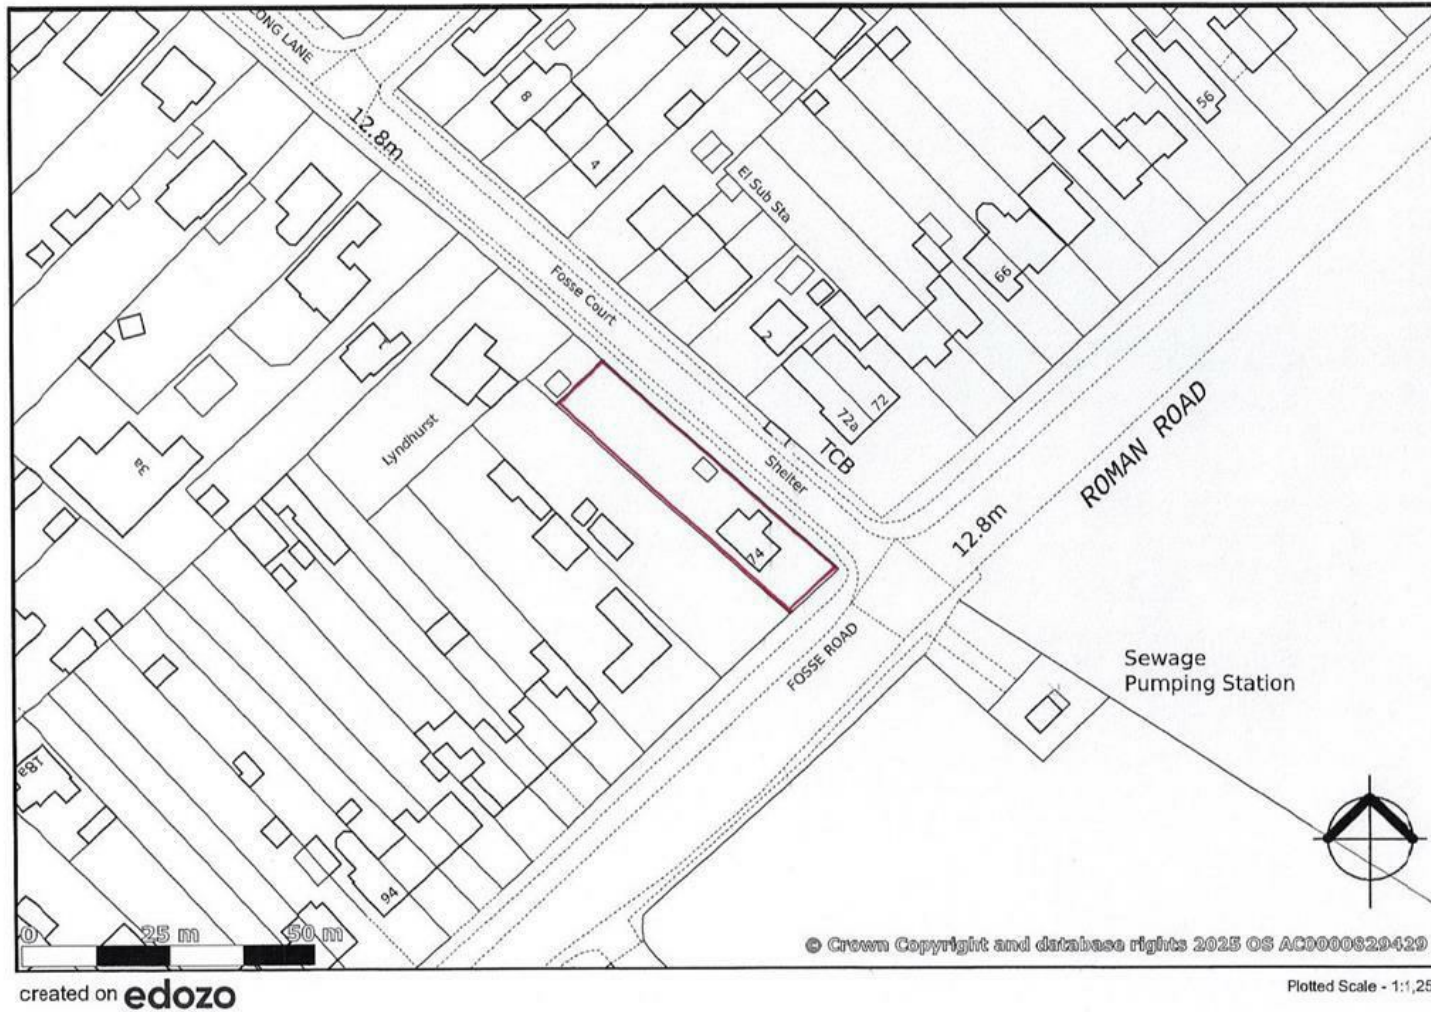 LONG LANE
12.8m
8
4
56
El Sub Sta
66
Fosse Court
2
72a
72
TCB
Shelter
ROMAN ROAD
12.8m
Lyndhurst
3a
74
FOSSE ROAD
Sewage
Pumping Station
18a
94
0 25 m 50 m
© Crown Copyright and database rights 2025 OS AC0000829429
created on edozo
Plotted Scale - 1:1,25